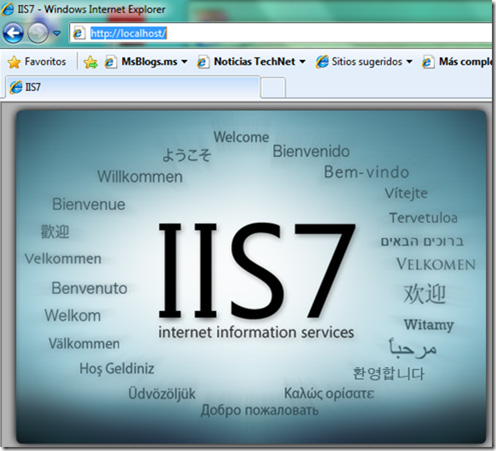 IIS7 - Windows Internet Explorer
http://localhost/
Favoritos MsBlogs.ms Noticias TechNet Sitios sugeridos Más comple
IIS7
Welcome
ようこそ
Bienvenido
Willkommen
Bem-vindo
Bienvenue
Vítejte
歡迎
Tervetuloa
ברוכים הבאים
Velkommen
VELKOMEN
Benvenuto
欢迎
Welkom
Witamy
Välkommen
مرحباً
Hoş Geldiniz
환영합니다
Üdvözöljük
Καλώς ορίσατε
Добро пожаловать
IIS7
internet information services